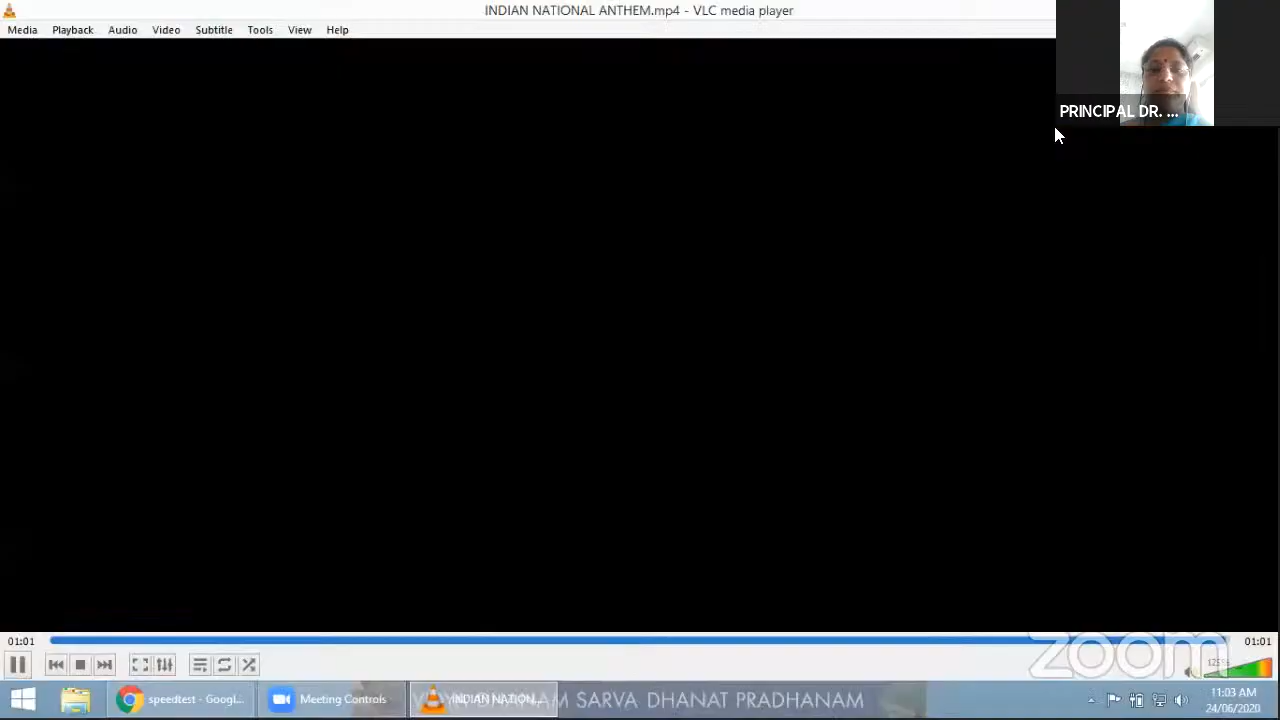 INDIAN NATIONAL ANTHEM.mp4 - VLC media player
Media Playback Audio Video Subtitle Tools View Help
PRINCIPAL DR. ...
01:01 01:01
zoom
125%
speedtest - Googl... Meeting Controls INDIAN NATION... SARVA DHANAT PRADHANAM
11:03 AM
24/06/2020